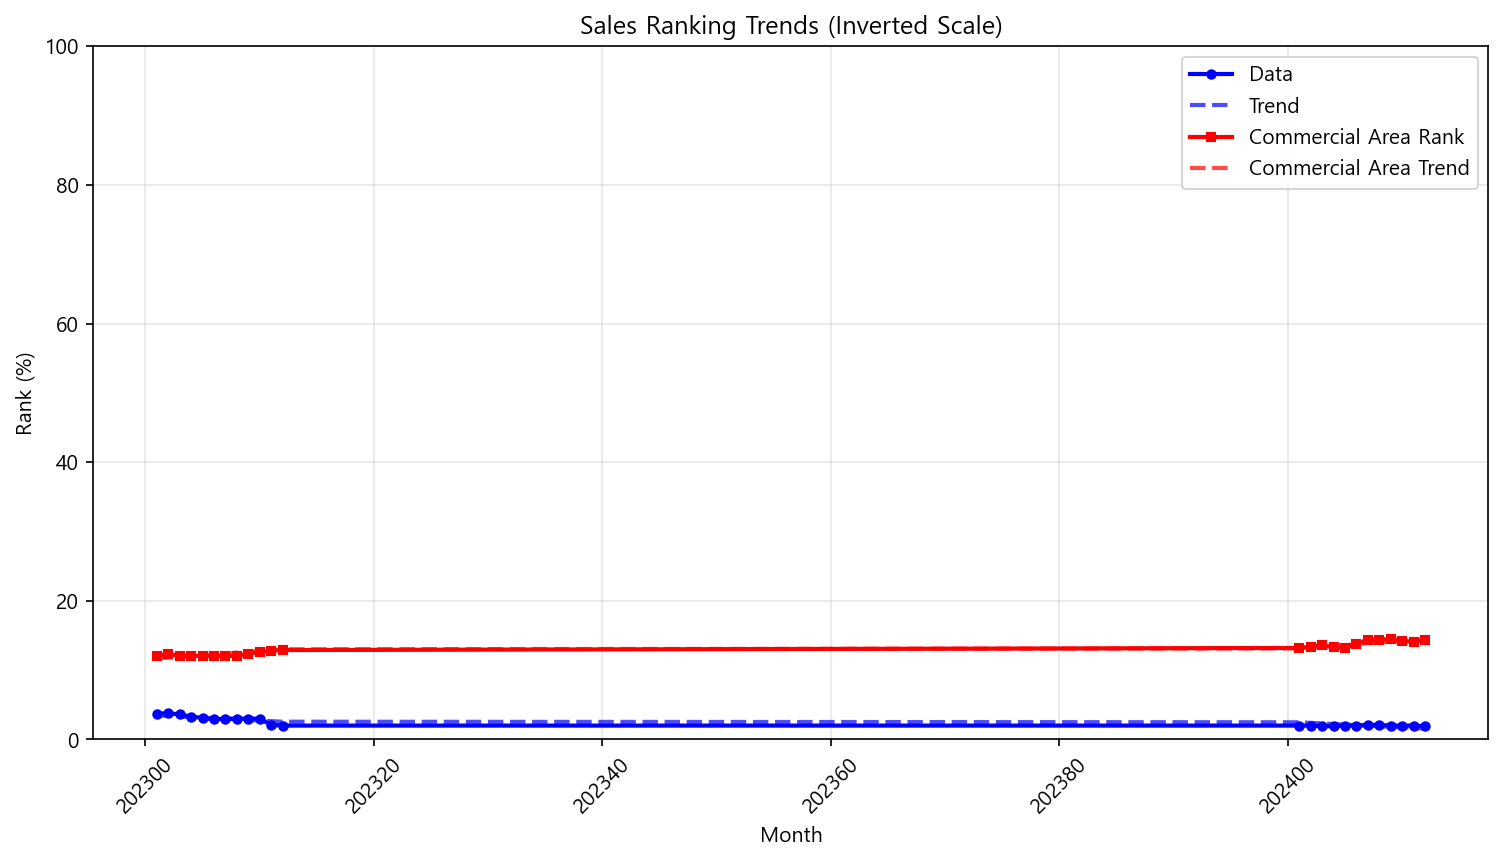 Sales Ranking Trends (Inverted Scale)
100
80
60
40
20
0
Rank (%)
Data
Trend
Commercial Area Rank
Commercial Area Trend
202300
202320
202340
202360
202380
202400
Month